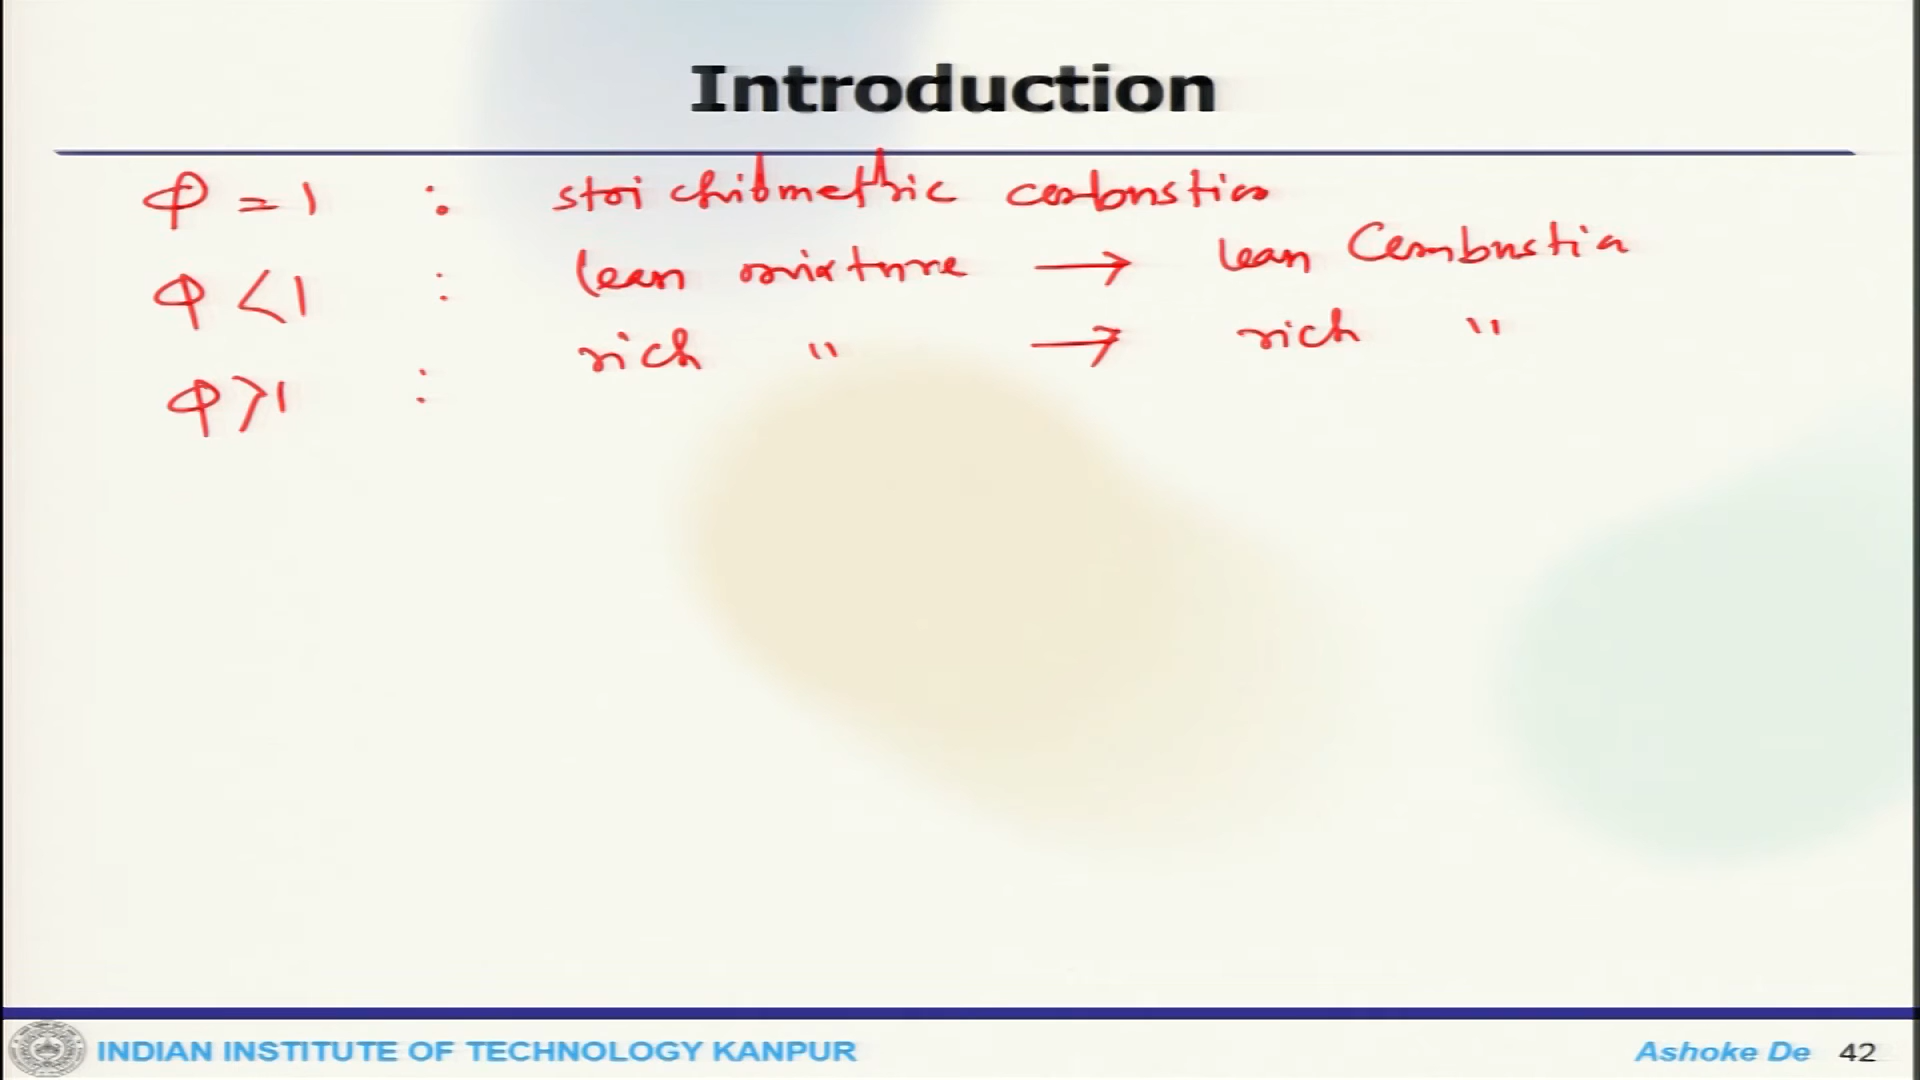 Introduction
φ = 1 : stoichiometric combustion
φ < 1 : lean mixture → lean Combustion
φ > 1 : rich " → rich "
INDIAN INSTITUTE OF TECHNOLOGY KANPUR
Ashoke De 42